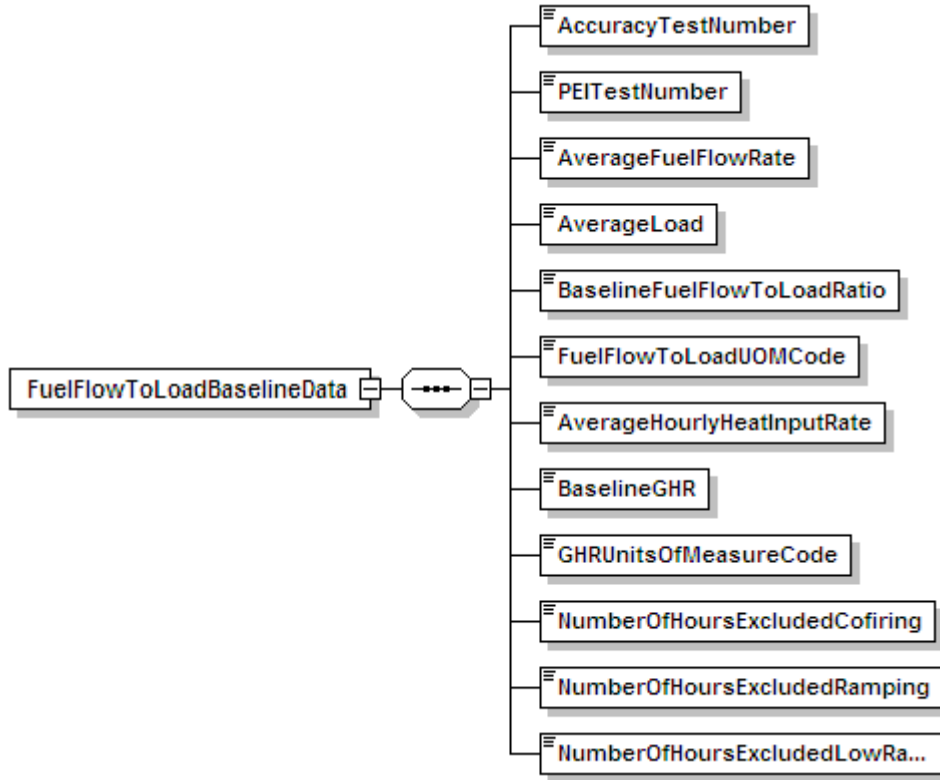 AccuracyTestNumber
PEITestNumber
AverageFuelFlowRate
AverageLoad
BaselineFuelFlowToLoadRatio
FuelFlowToLoadUOMCode
FuelFlowToLoadBaselineData
AverageHourlyHeatInputRate
BaselineGHR
GHRUnitsOfMeasureCode
NumberOfHoursExcludedCofiring
NumberOfHoursExcludedRamping
NumberOfHoursExcludedLowRa...